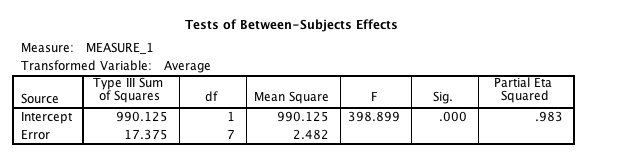 Tests of Between-Subjects Effects
Measure: MEASURE_1
Transformed Variable: Average
Source Type III Sum of Squares df Mean Square F Sig. Partial Eta Squared
Intercept 990.125 1 990.125 398.899 .000 .983
Error 17.375 7 2.482